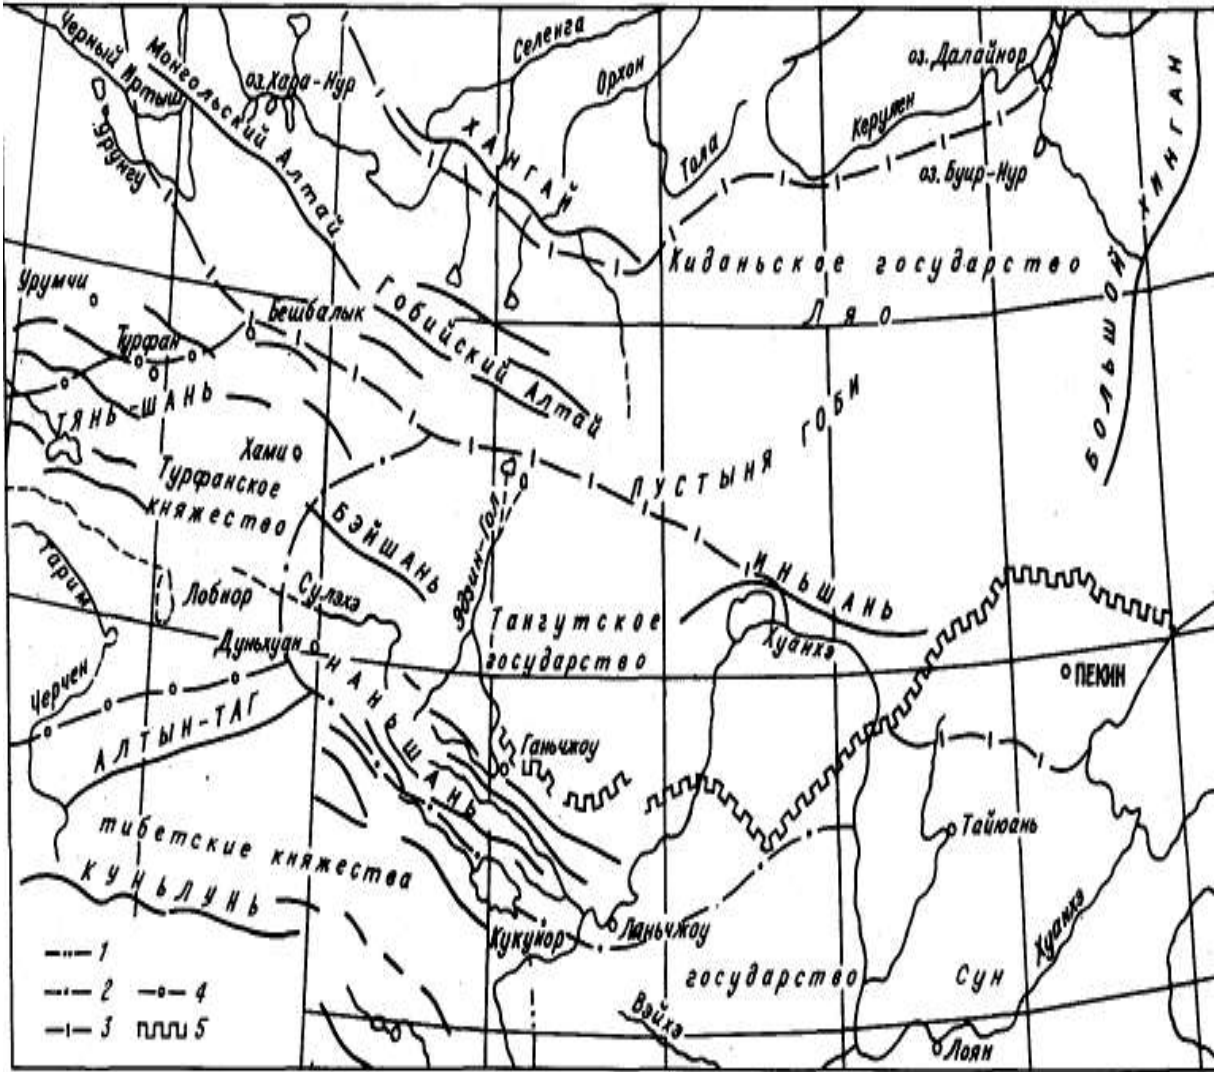 Черный Иртыш
Монгольский Алтай
оз. Хара-Нур
Селенга
Орхон
оз. Далайнор
Керулен
Урунгу
ХАНГАЙ
Тола
оз. Буир-Нур
БОЛЬШОЙ ХИНГАН
Киданьское государство
Ляо
Урумчи
Бешбалык
Гобийский Алтай
Турфан
ТЯНЬ-ШАНЬ
Хами
ПУСТЫНЯ ГОБИ
Турфанское
княжество
БЭЙШАНЬ
Эдзин-Гол
Тарим
Лобнор
Сулэхэ
ИНЬШАНЬ
Тангутское
государство
Хуанхэ
Дуньхуан
НАНЬШАНЬ
ПЕКИН
Черчен
АЛТЫН-ТАГ
Ганьчжоу
Тайюань
тибетские княжества
КУНЬЛУНЬ
Кукунор
Ланьчжоу
Хуанхэ
государство Сун
Вэйхэ
Лоян
1
2 4
3 5